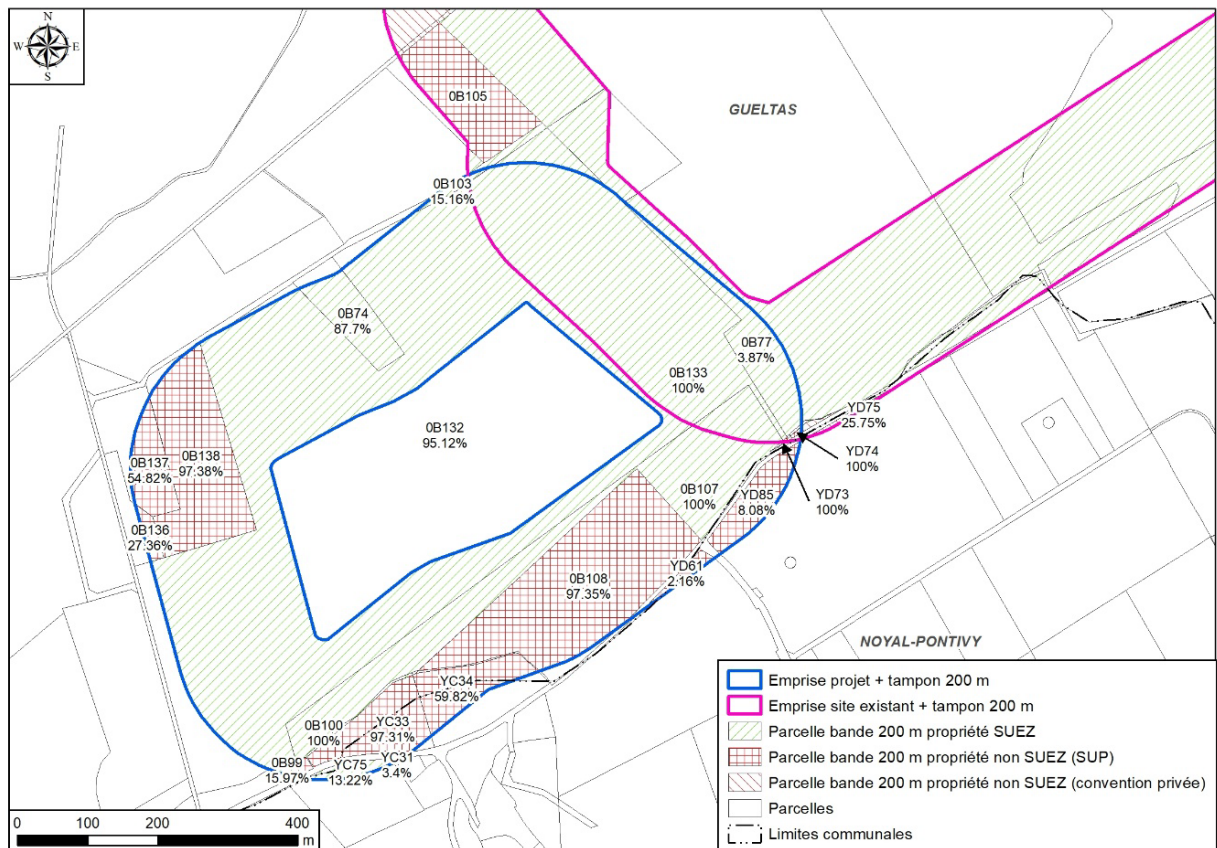 N
W E
S
0B105
GUELTAS
0B103
15.16%
0B74
87.7%
0B77
3.87%
0B133
100%
0B132
95.12%
YD75
25.75%
YD74
100%
0B137
54.82%
0B138
97.38%
0B107
100%
YD85
8.08%
YD73
100%
0B136
27.36%
YD61
2.16%
0B108
97.35%
NOYAL-PONTIVY
YC34
59.82%
0B100
100%
YC33
97.31%
0B99
15.97%
YC75
13.22%
YC31
3.4%
Emprise projet + tampon 200 m
Emprise site existant + tampon 200 m
Parcelle bande 200 m propriété SUEZ
Parcelle bande 200 m propriété non SUEZ (SUP)
Parcelle bande 200 m propriété non SUEZ (convention privée)
Parcelles
Limites communales
0 100 200 400
m